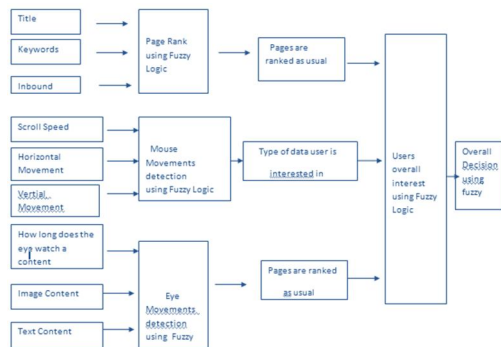 Title
Keywords
Inbound
Page Rank
using Fuzzy
Logic
Pages are
ranked as usual
Scroll Speed
Horizontal
Movement
Vertial
Movement
Mouse
Movements
detection
using Fuzzy Logic
Type of data user is
interested in
How long does the
eye watch a
content
Image Content
Text Content
Eye
Movements
detection
using Fuzzy
Pages are ranked
as usual
Users
overall
interest
using Fuzzy
Logic
Overall
Decision
using
fuzzy